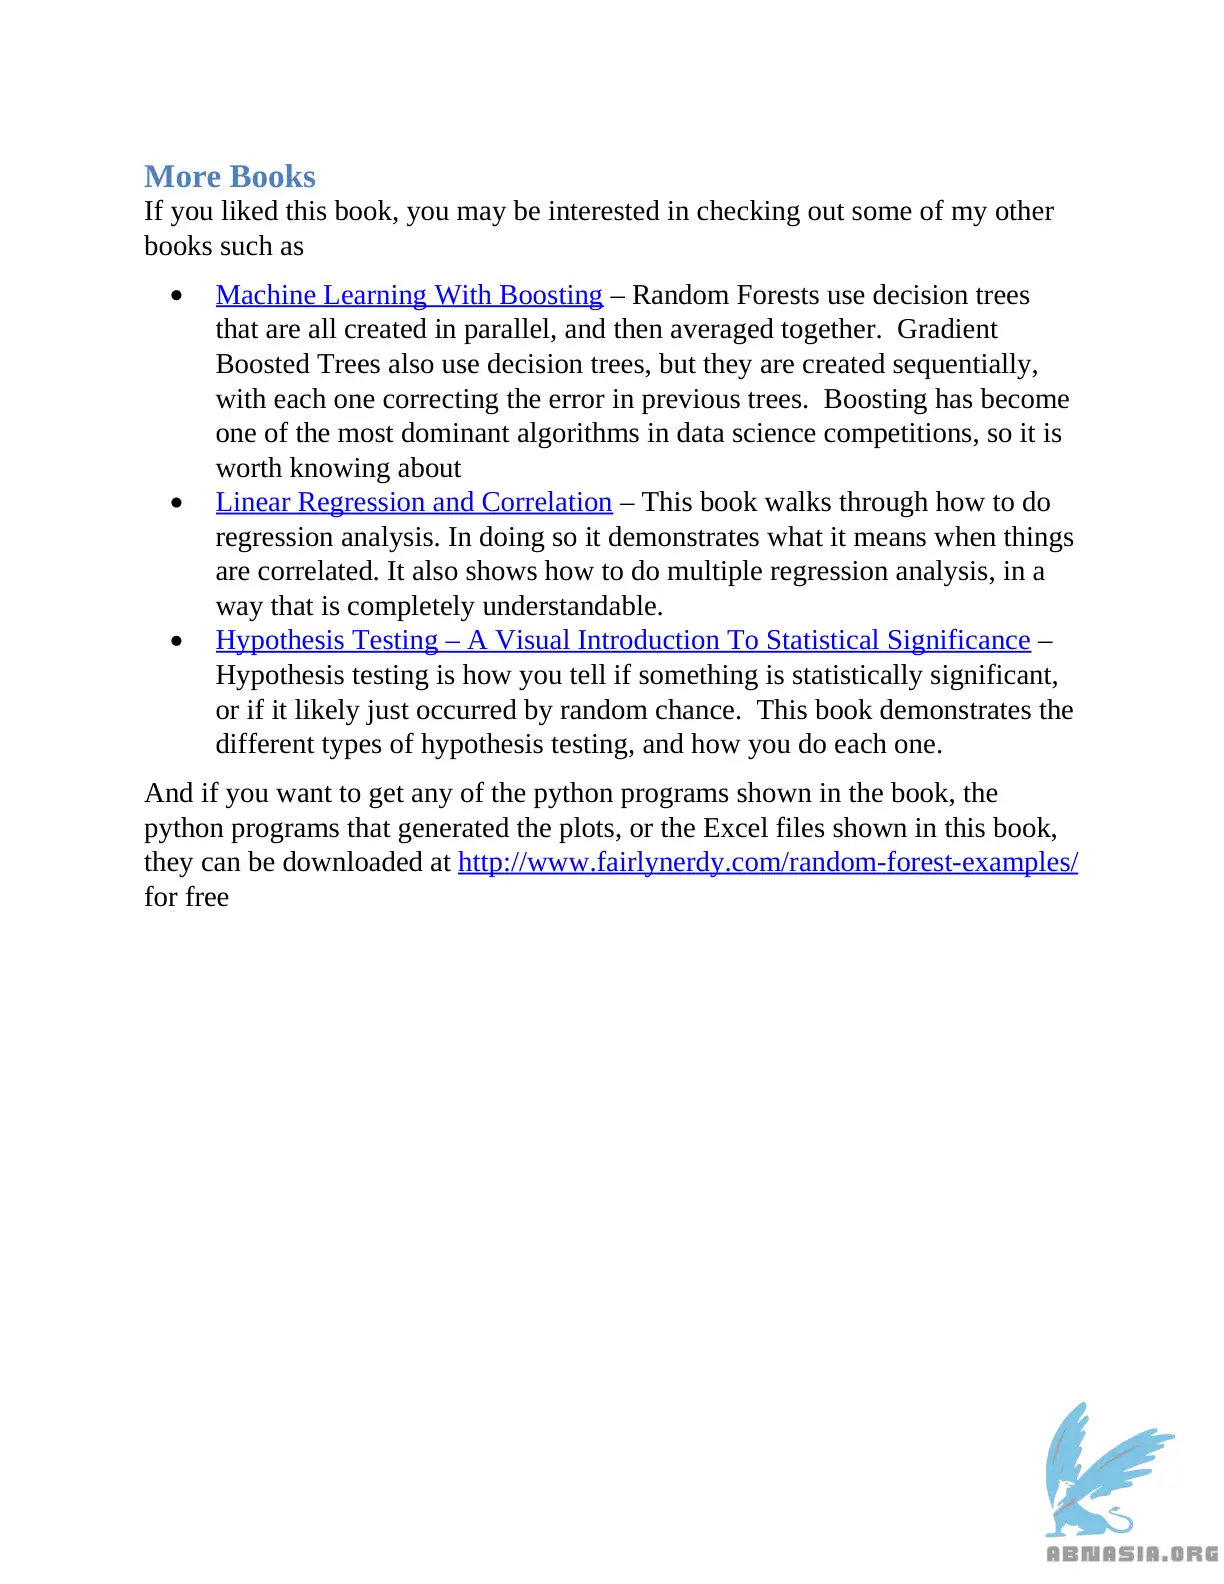 More Books
If you liked this book, you may be interested in checking out some of my other
books such as
• Machine Learning With Boosting – Random Forests use decision trees
that are all created in parallel, and then averaged together.  Gradient
Boosted Trees also use decision trees, but they are created sequentially,
with each one correcting the error in previous trees.  Boosting has become
one of the most dominant algorithms in data science competitions, so it is
worth knowing about
• Linear Regression and Correlation – This book walks through how to do
regression analysis. In doing so it demonstrates what it means when things
are correlated. It also shows how to do multiple regression analysis, in a
way that is completely understandable.
• Hypothesis Testing – A Visual Introduction To Statistical Significance –
Hypothesis testing is how you tell if something is statistically significant,
or if it likely just occurred by random chance.  This book demonstrates the
different types of hypothesis testing, and how you do each one.
And if you want to get any of the python programs shown in the book, the
python programs that generated the plots, or the Excel files shown in this book,
they can be downloaded at http://www.fairlynerdy.com/random-forest-examples/
for free
ABNASIA.ORG